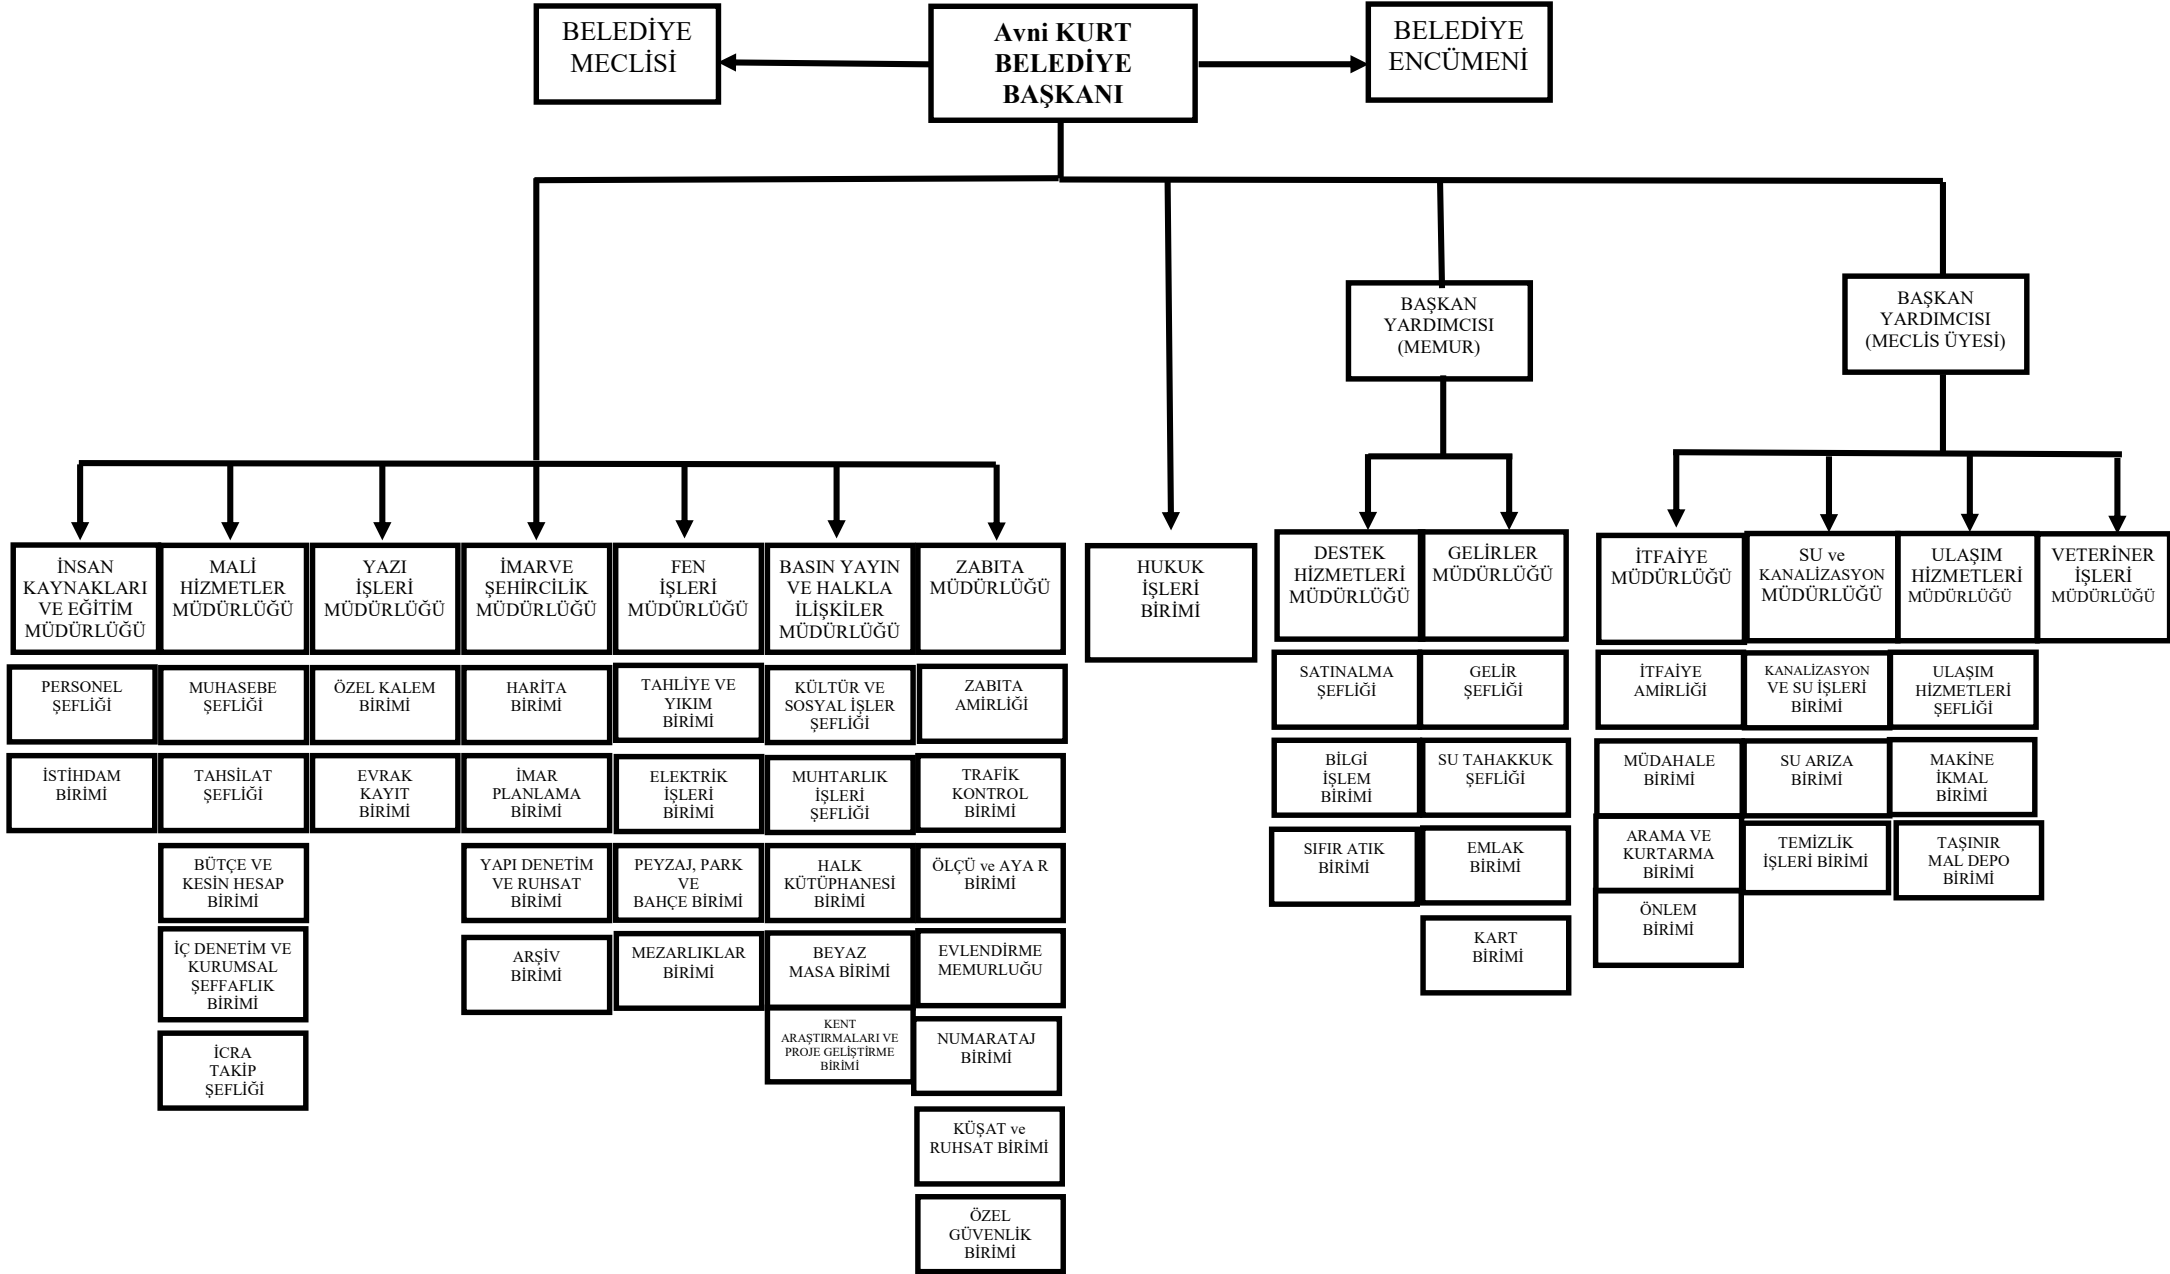 BELEDİYE
MECLİSİ
Avni KURT
BELEDİYE
BAŞKANI
BELEDİYE
ENCÜMENİ
BAŞKAN
YARDIMCISI
(MEMUR)
BAŞKAN
YARDIMCISI
(MECLİS ÜYESİ)
İNSAN
KAYNAKLARI
VE EĞİTİM
MÜDÜRLÜĞÜ
MALİ
HİZMETLER
MÜDÜRLÜĞÜ
YAZI
İŞLERİ
MÜDÜRLÜĞÜ
İMARVE
ŞEHİRCİLİK
MÜDÜRLÜĞÜ
FEN
İŞLERİ
MÜDÜRLÜĞÜ
BASIN YAYIN
VE HALKLA
İLİŞKİLER
MÜDÜRLÜĞÜ
ZABITA
MÜDÜRLÜĞÜ
HUKUK
İŞLERİ
BİRİMİ
DESTEK
HİZMETLERİ
MÜDÜRLÜĞÜ
GELİRLER
MÜDÜRLÜĞÜ
İTFAİYE
MÜDÜRLÜĞÜ
SU ve
KANALİZASYON
MÜDÜRLÜĞÜ
ULAŞIM
HİZMETLERİ
MÜDÜRLÜĞÜ
VETERİNER
İŞLERİ
MÜDÜRLÜĞÜ
PERSONEL
ŞEFLİĞİ
MUHASEBE
ŞEFLİĞİ
ÖZEL KALEM
BİRİMİ
HARİTA
BİRİMİ
TAHLİYE VE
YIKIM
BİRİMİ
KÜLTÜR VE
SOSYAL İŞLER
ŞEFLİĞİ
ZABITA
AMİRLİĞİ
SATINALMA
ŞEFLİĞİ
GELİR
ŞEFLİĞİ
İTFAİYE
AMİRLİĞİ
KANALİZASYON
VE SU İŞLERİ
BİRİMİ
ULAŞIM
HİZMETLERİ
ŞEFLİĞİ
İSTİHDAM
BİRİMİ
TAHSİLAT
ŞEFLİĞİ
EVRAK
KAYIT
BİRİMİ
İMAR
PLANLAMA
BİRİMİ
ELEKTRİK
İŞLERİ
BİRİMİ
MUHTARLIK
İŞLERİ
ŞEFLİĞİ
TRAFİK
KONTROL
BİRİMİ
BİLGİ
İŞLEM
BİRİMİ
SU TAHAKKUK
ŞEFLİĞİ
MÜDAHALE
BİRİMİ
SU ARIZA
BİRİMİ
MAKİNE
İKMAL
BİRİMİ
BÜTÇE VE
KESİN HESAP
BİRİMİ
YAPI DENETİM
VE RUHSAT
BİRİMİ
PEYZAJ, PARK
VE
BAHÇE BİRİMİ
HALK
KÜTÜPHANESİ
BİRİMİ
ÖLÇÜ ve AYA R
BİRİMİ
SIFIR ATIK
BİRİMİ
EMLAK
BİRİMİ
ARAMA VE
KURTARMA
BİRİMİ
TEMİZLİK
İŞLERİ BİRİMİ
TAŞINIR
MAL DEPO
BİRİMİ
İÇ DENETİM VE
KURUMSAL
ŞEFFAFLIK
BİRİMİ
ARŞİV
BİRİMİ
MEZARLIKLAR
BİRİMİ
BEYAZ
MASA BİRİMİ
EVLENDİRME
MEMURLUĞU
KART
BİRİMİ
ÖNLEM
BİRİMİ
İCRA
TAKİP
ŞEFLİĞİ
KENT
ARAŞTIRMALARI VE
PROJE GELİŞTİRME
BİRİMİ
NUMARATAJ
BİRİMİ
KÜŞAT ve
RUHSAT BİRİMİ
ÖZEL
GÜVENLİK
BİRİMİ